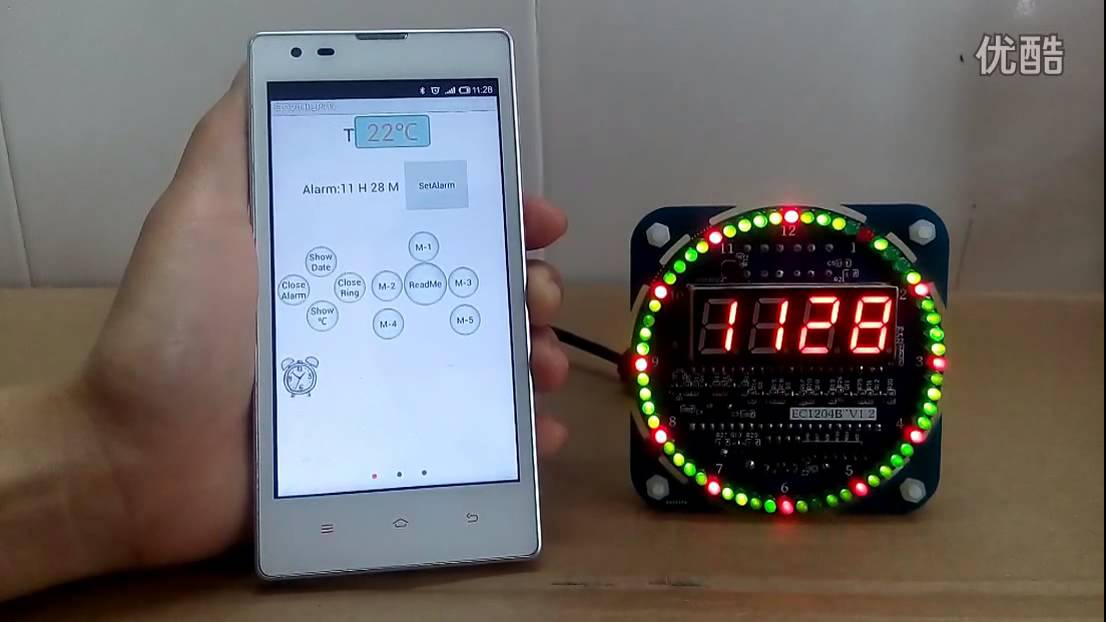 优酷
11:28
T 22℃
Alarm:11 H 28 M
SetAlarm
Show
Date
Close
Alarm
Close
Ring
Show
℃
M-1
M-2
ReadMe
M-3
M-4
M-5
12
11
1
2
1128
9
3
EC1204B V1.2
8
4
7
5
6